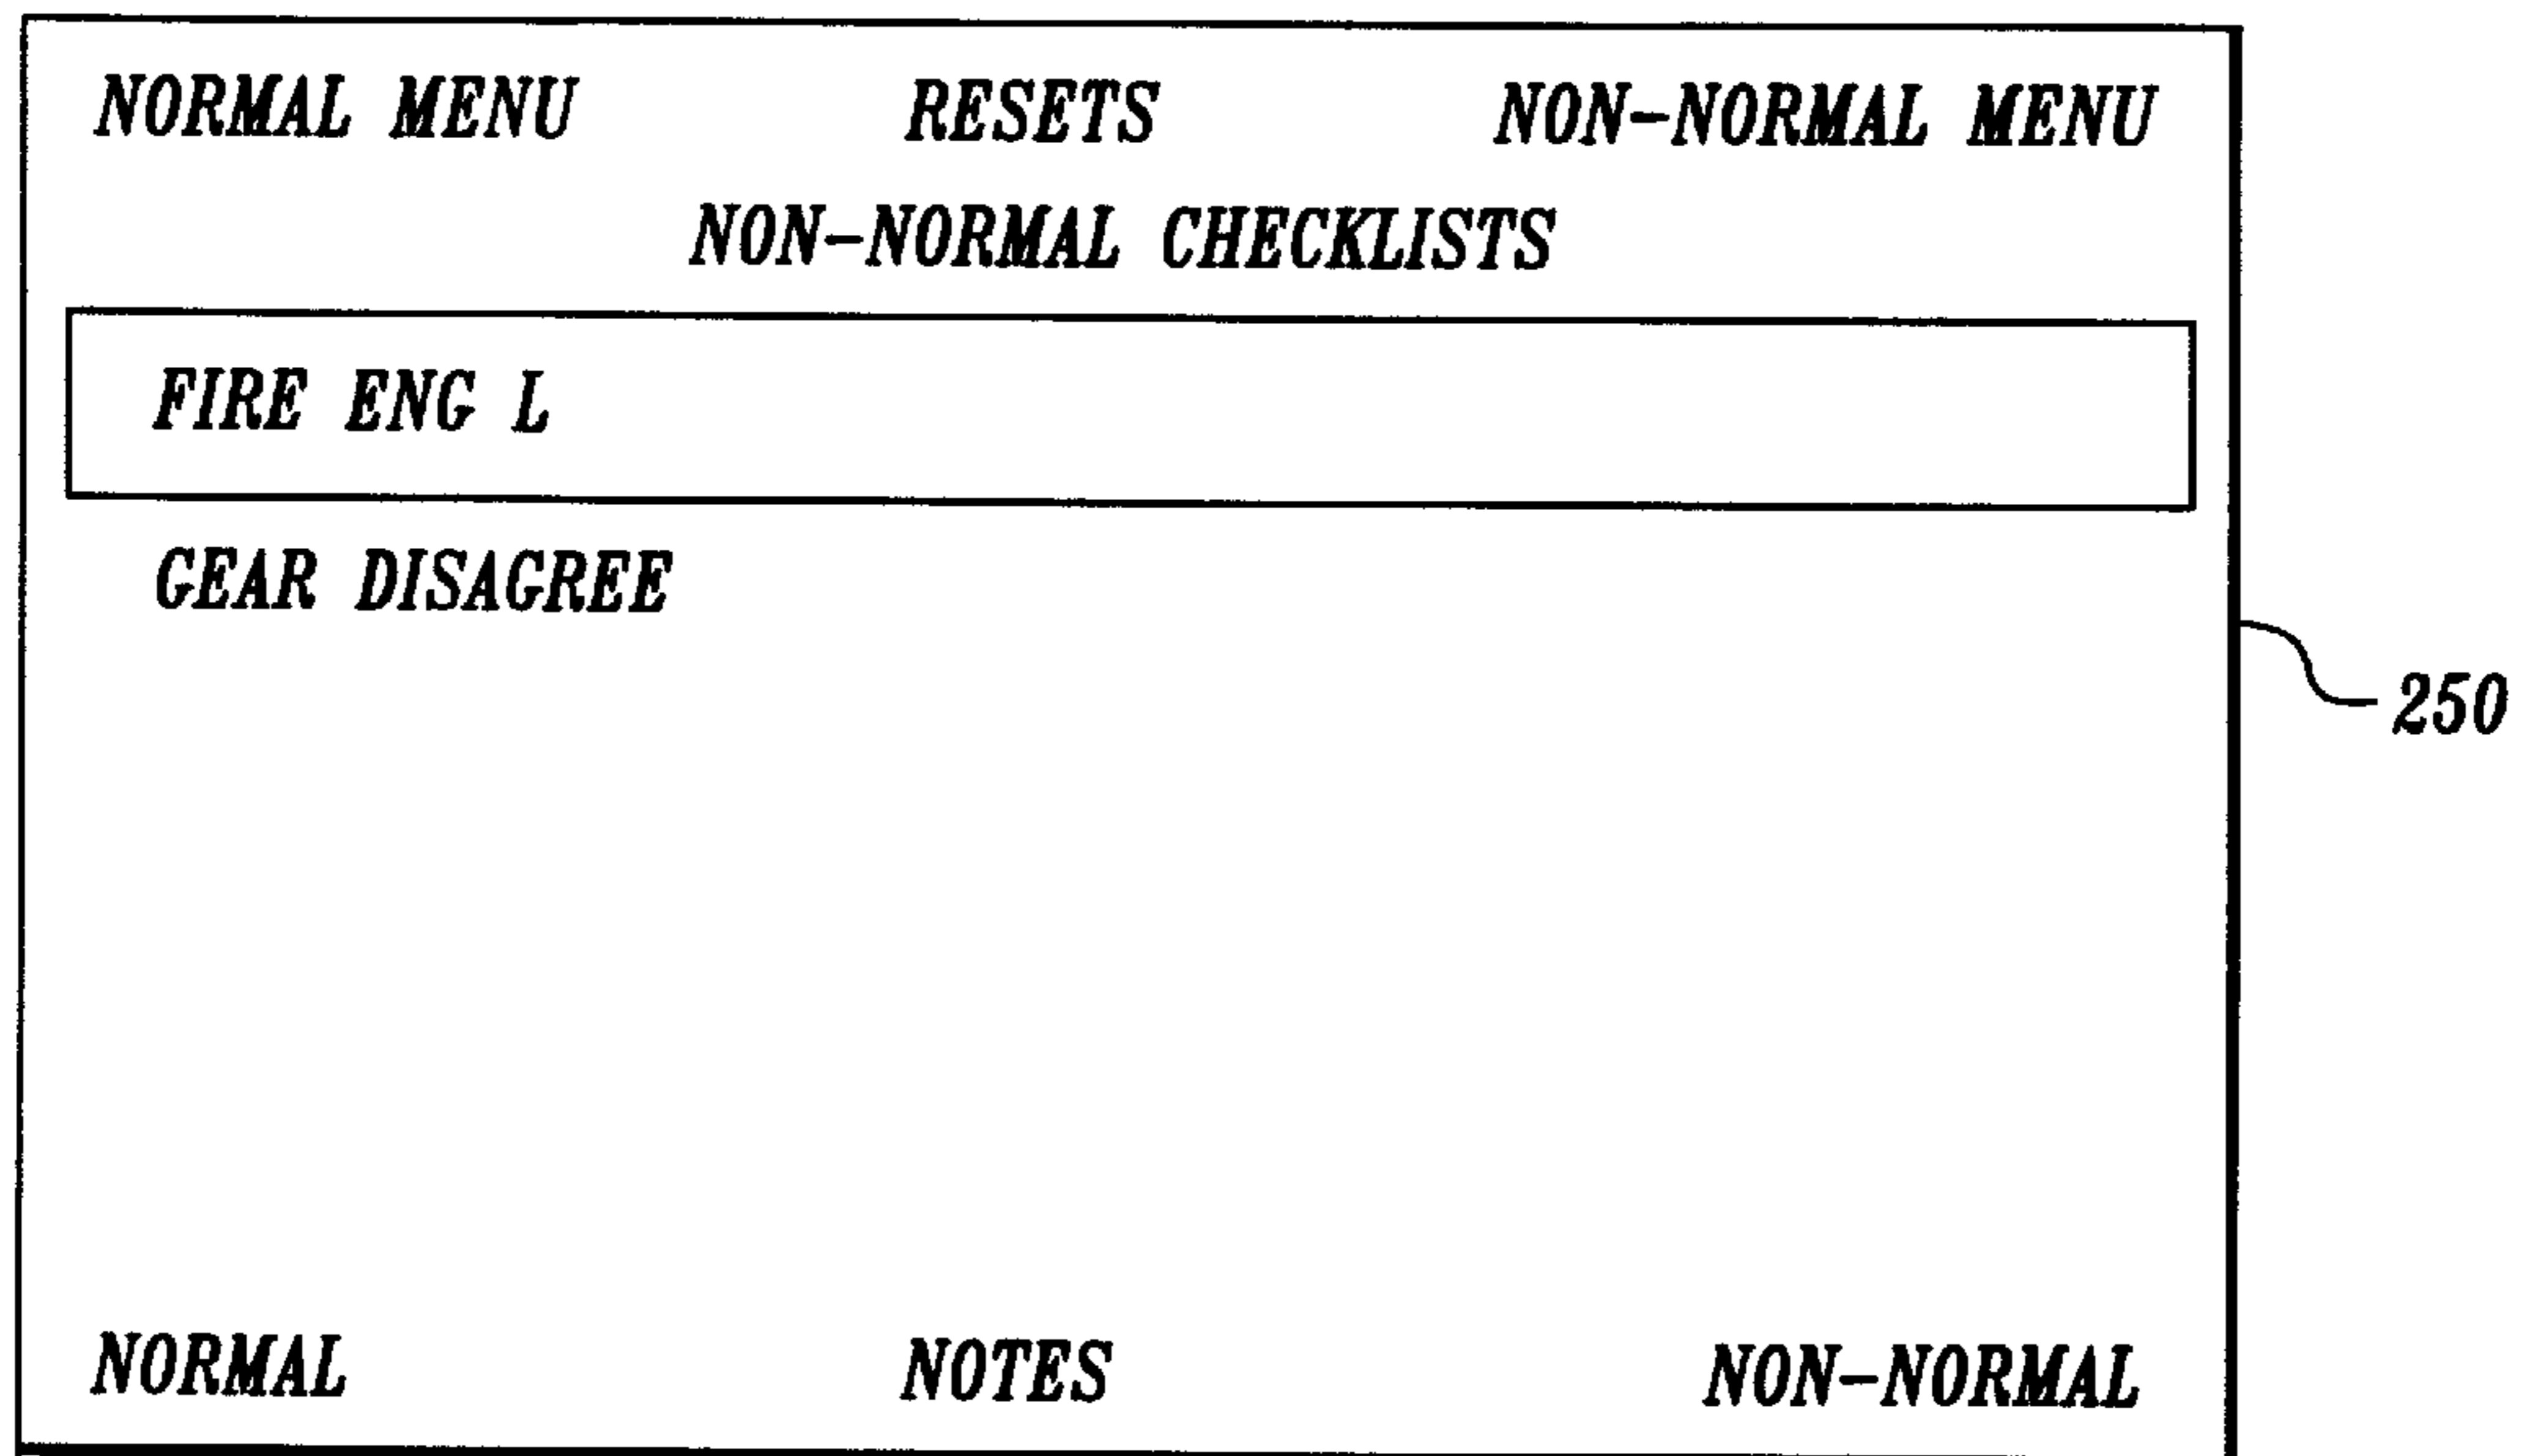 NORMAL MENU RESETS NON-NORMAL MENU
NON-NORMAL CHECKLISTS
FIRE ENG L
GEAR DISAGREE
250
NORMAL NOTES NON-NORMAL